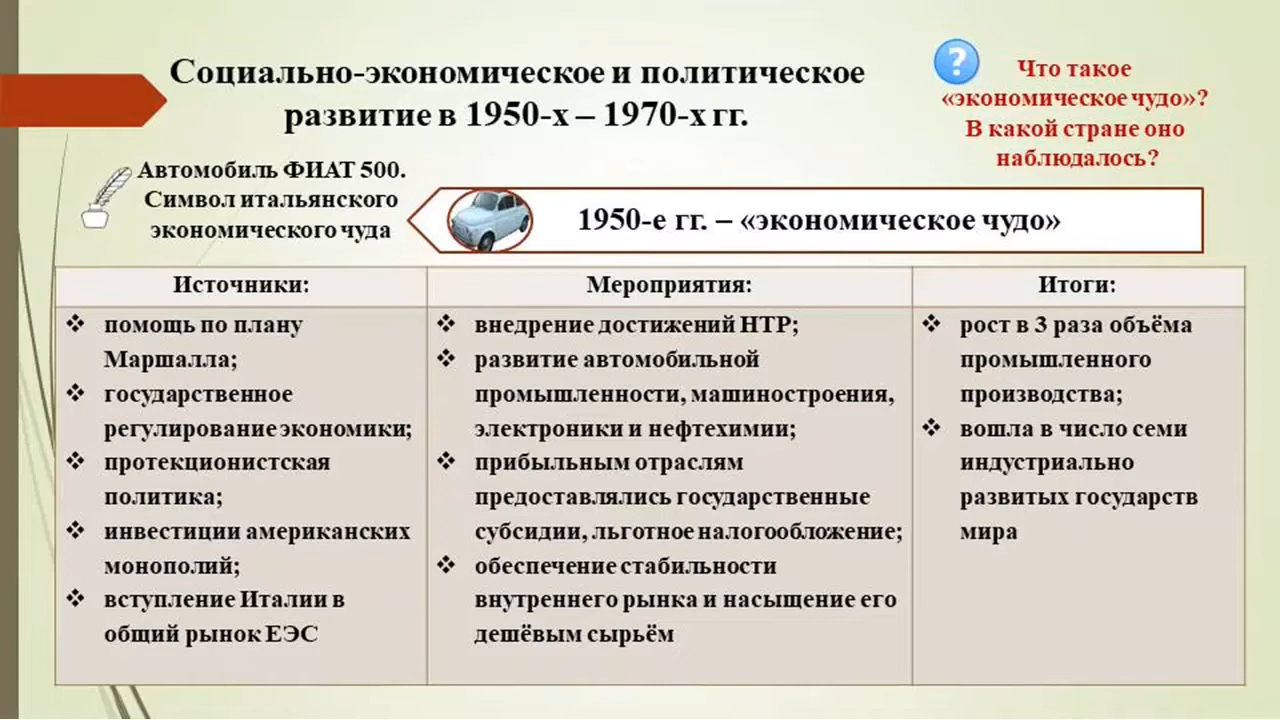 Социально-экономическое и политическое
развитие в 1950-х – 1970-х гг.
?
Что такое
«экономическое чудо»?
В какой стране оно
наблюдалось?
Автомобиль ФИАТ 500.
Символ итальянского
экономического чуда
1950-е гг. – «экономическое чудо»
Источники:
помощь по плану
Маршалла;
государственное
регулирование экономики;
протекционистская
политика;
инвестиции американских
монополий;
вступление Италии в
общий рынок ЕЭС
Мероприятия:
внедрение достижений НТР;
развитие автомобильной
промышленности, машиностроения,
электроники и нефтехимии;
прибыльным отраслям
предоставлялись государственные
субсидии, льготное налогообложение;
обеспечение стабильности
внутреннего рынка и насыщение его
дешёвым сырьём
Итоги:
рост в 3 раза объёма
промышленного
производства;
вошла в число семи
индустриально
развитых государств
мира